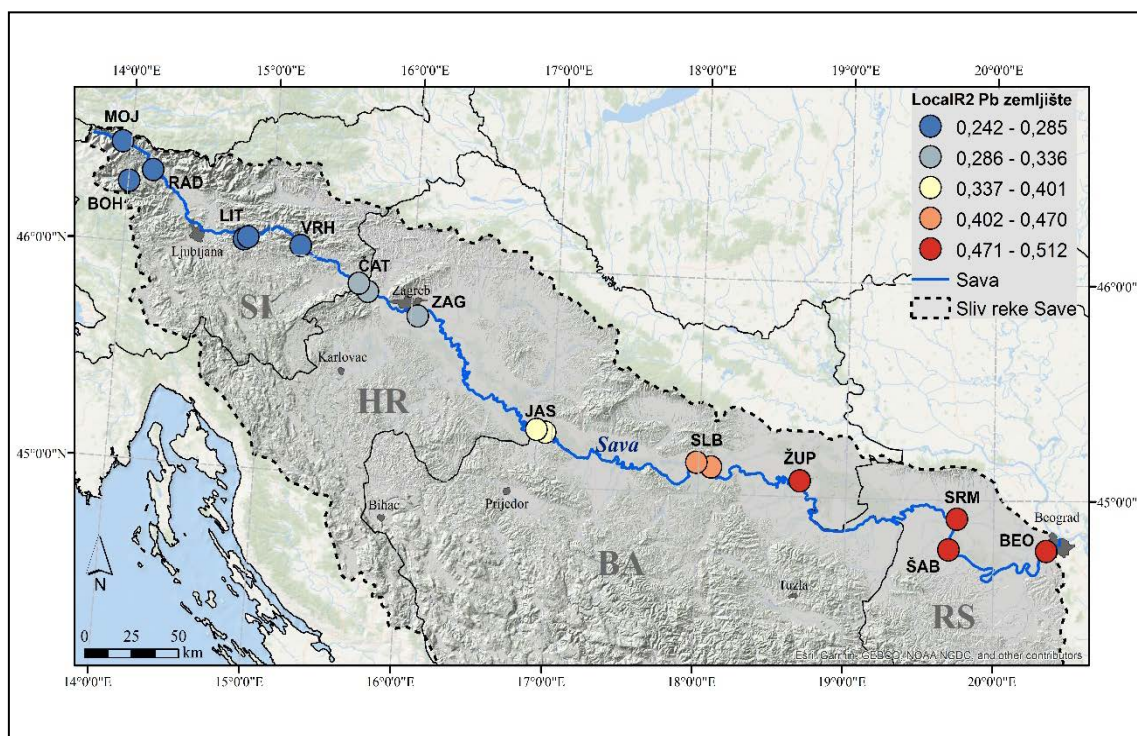 14°0'0"E 15°0'0"E 16°0'0"E 17°0'0"E 18°0'0"E 19°0'0"E 20°0'0"E
LocalR2 Pb zemljište
0,242 - 0,285
0,286 - 0,336
0,337 - 0,401
0,402 - 0,470
0,471 - 0,512
Sava
Sliv reke Save
MOJ
RAD
BOH
LIT
VRH
Ljubljana
46°0'0"N
46°0'0"N
CAT
Zagreb
ZAG
SI
Karlovac
HR
JAS
Sava
SLB
ŽUP
45°0'0"N
45°0'0"N
SRM
Beograd
BEO
ŠAB
Bihac
Prijedor
BA
Tuzla
RS
N
0 25 50
km
Esri, Garmin, GEBCO, NOAA NGDC, and other contributors
14°0'0"E 15°0'0"E 16°0'0"E 17°0'0"E 18°0'0"E 19°0'0"E 20°0'0"E